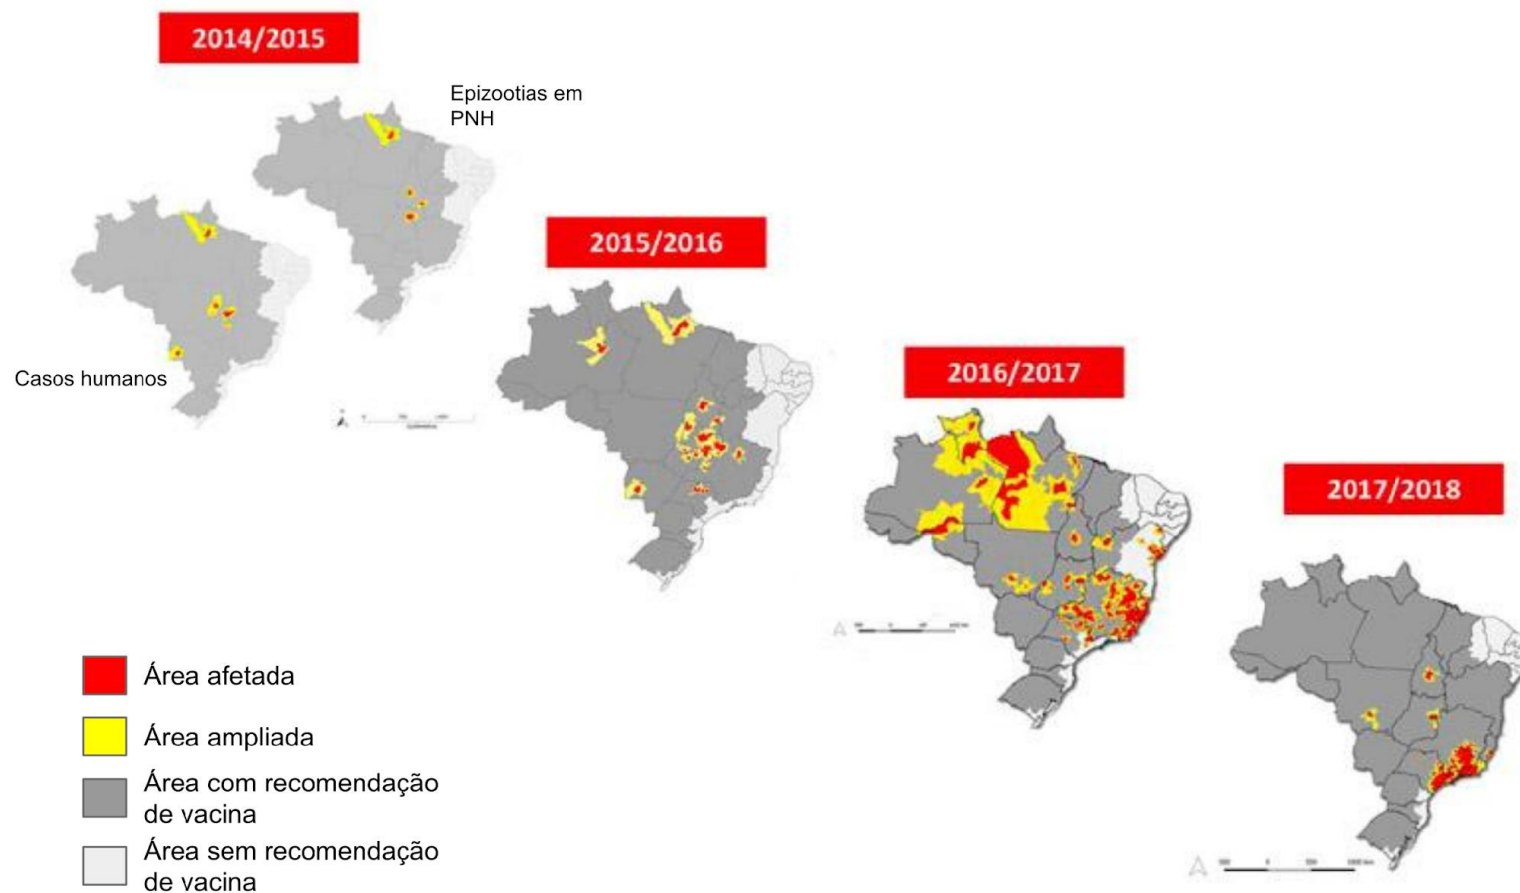 2014/2015
Epizootias em
PNH
Casos humanos
2015/2016
2016/2017
2017/2018
Área afetada
Área ampliada
Área com recomendação
de vacina
Área sem recomendação
de vacina